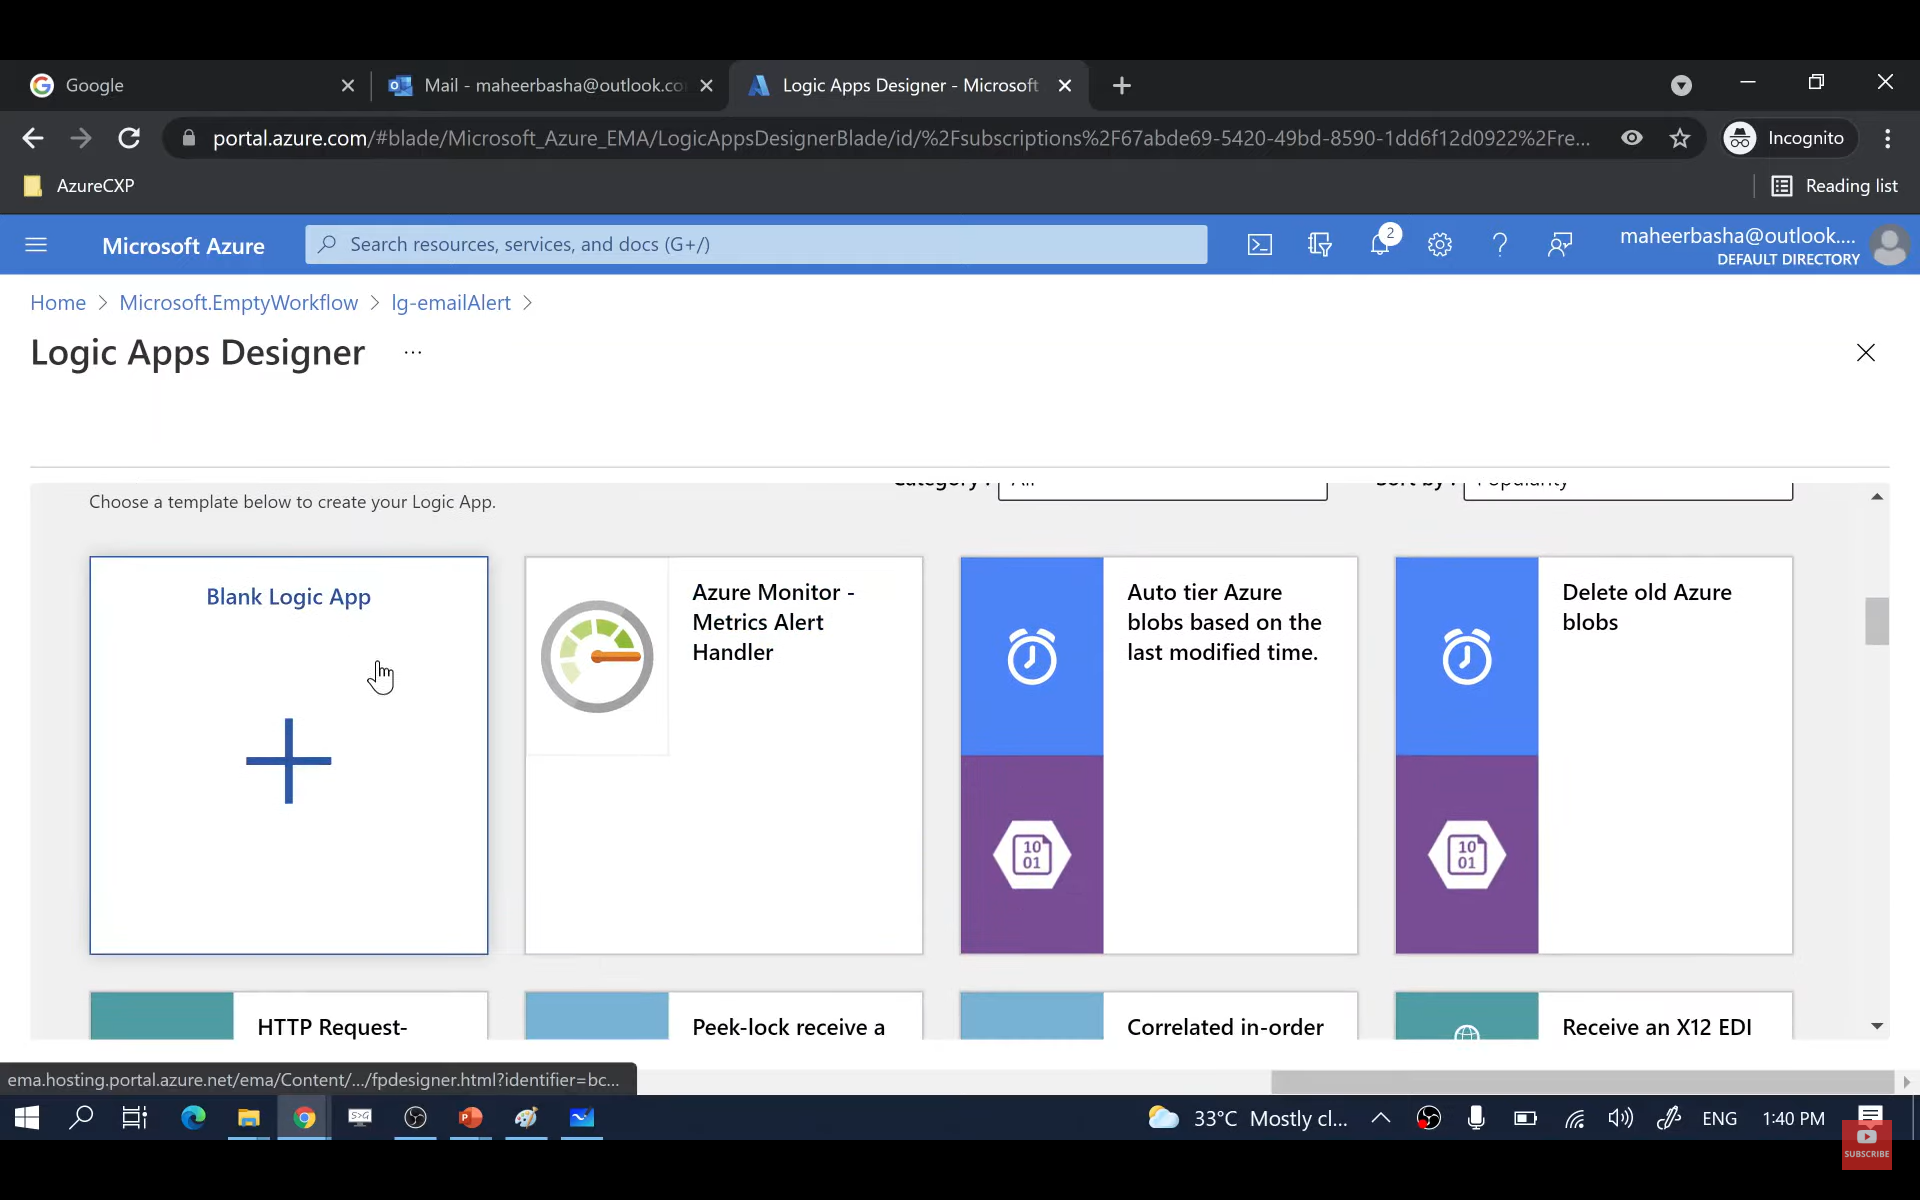 Google
Mail - maheerbasha@outlook.co
Logic Apps Designer - Microsoft
portal.azure.com/#blade/Microsoft_Azure_EMA/LogicAppsDesignerBlade/id/%2Fsubscriptions%2F67abde69-5420-49bd-8590-1dd6f12d0922%2Fre...
Incognito
AzureCXP
Reading list
Microsoft Azure
Search resources, services, and docs (G+/)
2
maheerbasha@outlook....
DEFAULT DIRECTORY
Home > Microsoft.EmptyWorkflow > lg-emailAlert >
Logic Apps Designer ...
Category : All
Sort by : Popularity
Choose a template below to create your Logic App.
Blank Logic App
Azure Monitor -
Metrics Alert
Handler
Auto tier Azure
blobs based on the
last modified time.
10
01
Delete old Azure
blobs
10
01
HTTP Request-
Peek-lock receive a
Correlated in-order
Receive an X12 EDI
ema.hosting.portal.azure.net/ema/Content/.../fpdesigner.html?identifier=bc...
33°C Mostly cl...
ENG
1:40 PM
SUBSCRIBE